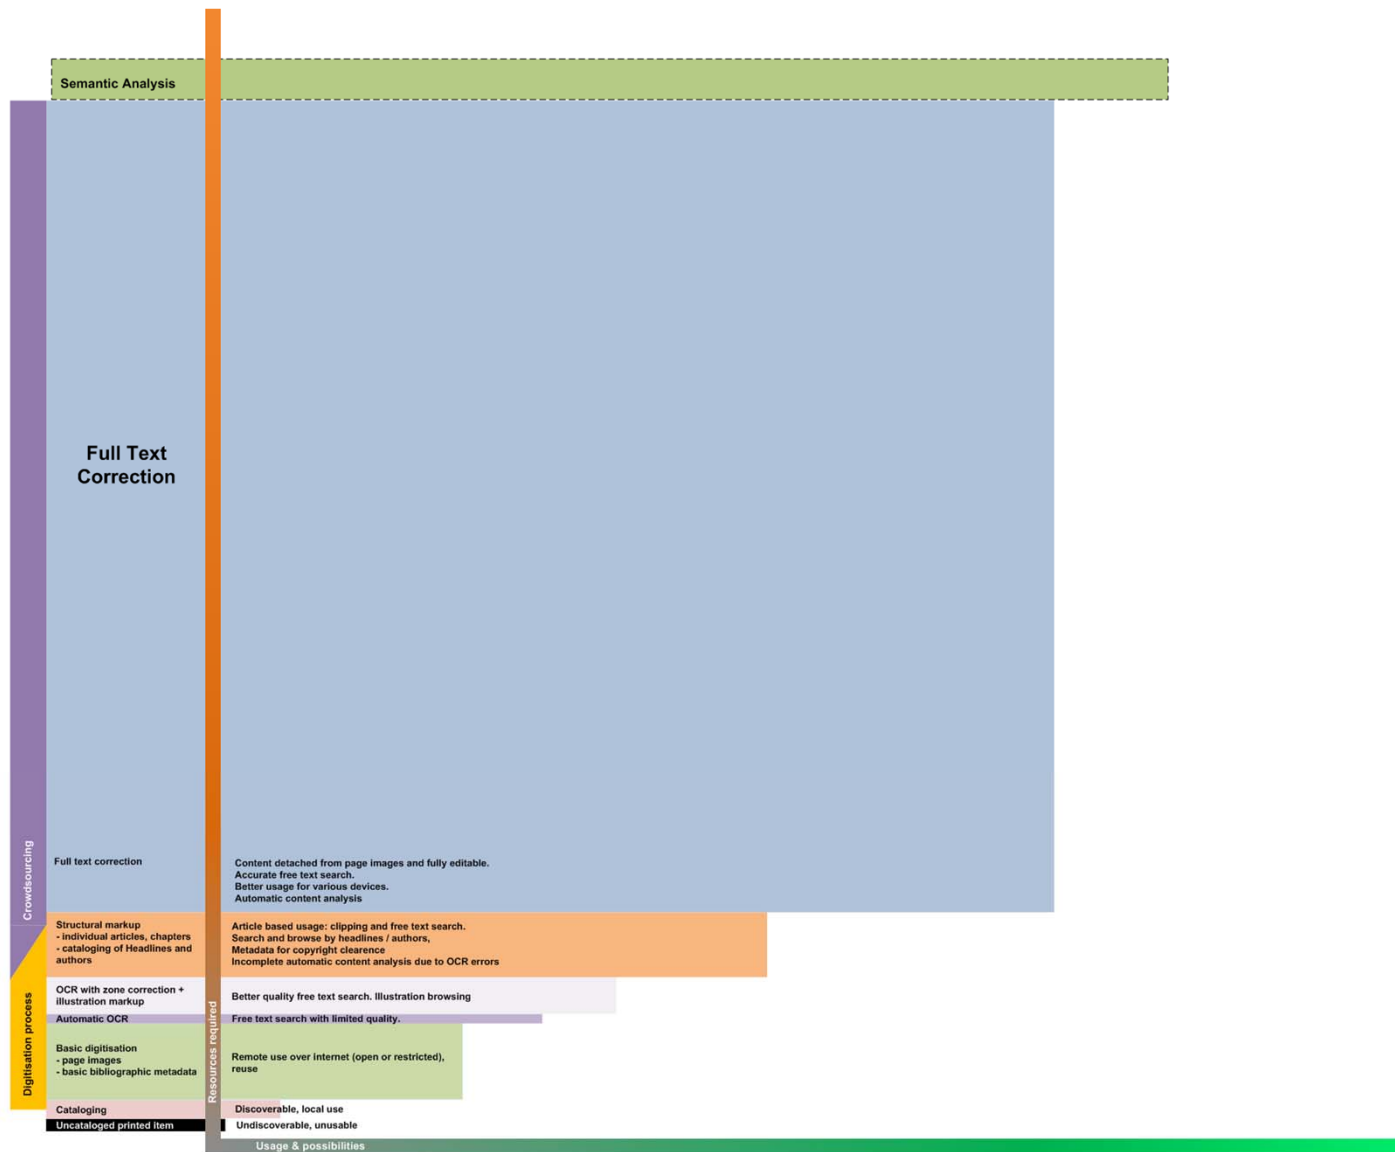 Semantic Analysis
Full Text
Correction
Crowdsourcing
Full text correction
Content detached from page images and fully editable.
Accurate free text search.
Better usage for various devices.
Automatic content analysis
Structural markup
- individual articles, chapters
- cataloging of Headlines and
authors
Article based usage: clipping and free text search.
Search and browse by headlines / authors,
Metadata for copyright clearence
Incomplete automatic content analysis due to OCR errors
Digitisation process
OCR with zone correction +
illustration markup
Better quality free text search. Illustration browsing
Resources required
Automatic OCR
Free text search with limited quality.
Basic digitisation
- page images
- basic bibliographic metadata
Remote use over internet (open or restricted),
reuse
Cataloging
Discoverable, local use
Uncataloged printed item
Undiscoverable, unusable
Usage & possibilities